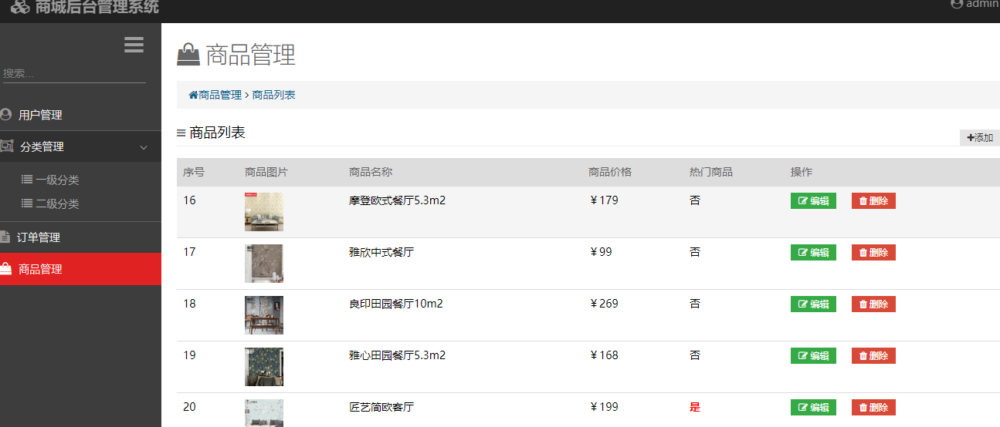 商城后台管理系统
admin
搜索...
用户管理
分类管理
一级分类
二级分类
订单管理
商品管理
商品管理
商品管理 > 商品列表
商品列表
添加
序号 商品图片 商品名称 商品价格 热门商品 操作
16 摩登欧式餐厅5.3m2 ￥179 否 编辑 删除
17 雅欣中式餐厅 ￥99 否 编辑 删除
18 良印田园餐厅10m2 ￥269 否 编辑 删除
19 雅心田园餐厅5.3m2 ￥168 否 编辑 删除
20 匠艺简欧客厅 ￥199 是 编辑 删除